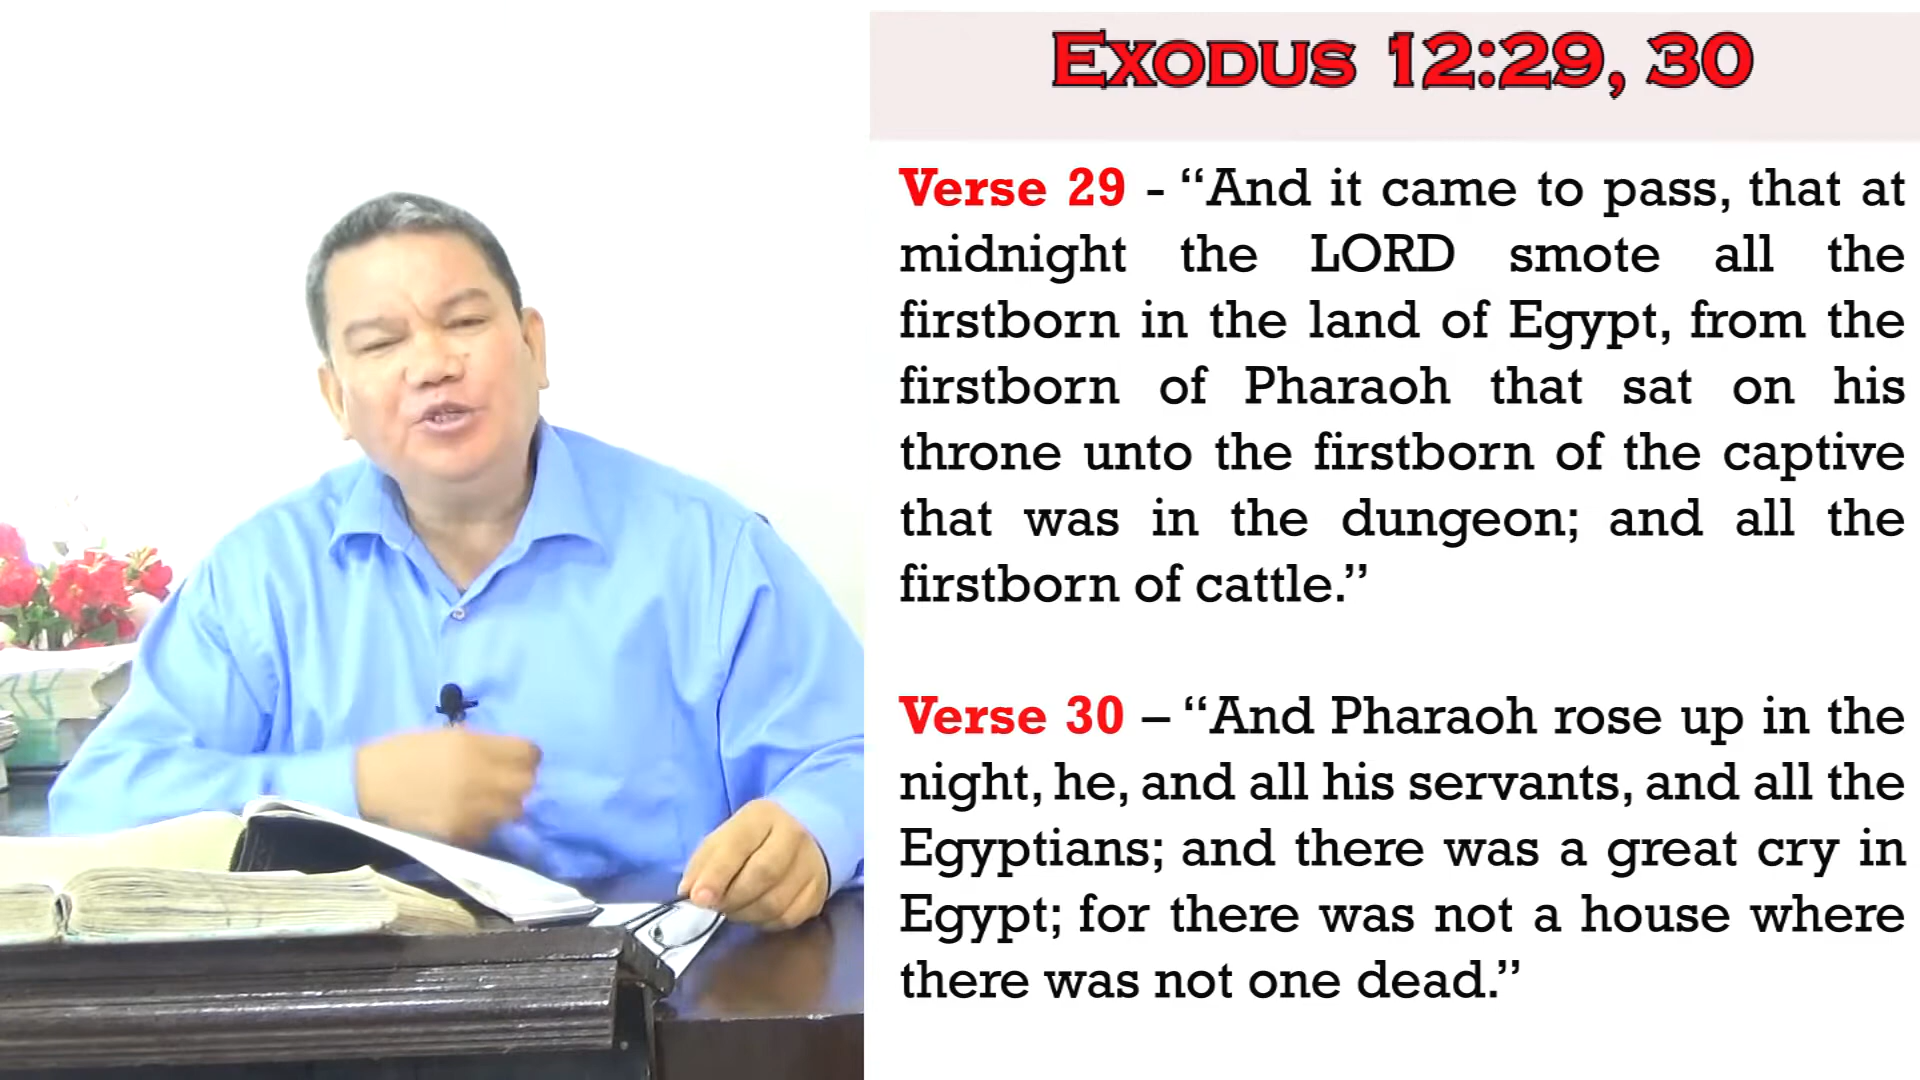 Exodus 12:29, 30
Verse 29 - “And it came to pass, that at
midnight the LORD smote all the
firstborn in the land of Egypt, from the
firstborn of Pharaoh that sat on his
throne unto the firstborn of the captive
that was in the dungeon; and all the
firstborn of cattle.”
Verse 30 – “And Pharaoh rose up in the
night, he, and all his servants, and all the
Egyptians; and there was a great cry in
Egypt; for there was not a house where
there was not one dead.”